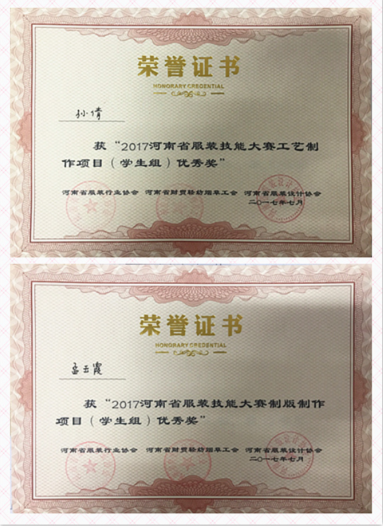 荣誉证书
HONORARY CREDENTIAL
孙倩
获“2017河南省服装技能大赛工艺制
作项目（学生组）优秀奖”
河南省服装行业协会 河南省财贸轻纺烟草工会 河南省服装设计协会
二〇一七年七月
荣誉证书
HONORARY CREDENTIAL
孟云霞
获“2017河南省服装技能大赛制版制作
项目（学生组）优秀奖”
河南省服装行业协会 河南省财贸轻纺烟草工会 河南省服装设计协会
二〇一七年七月